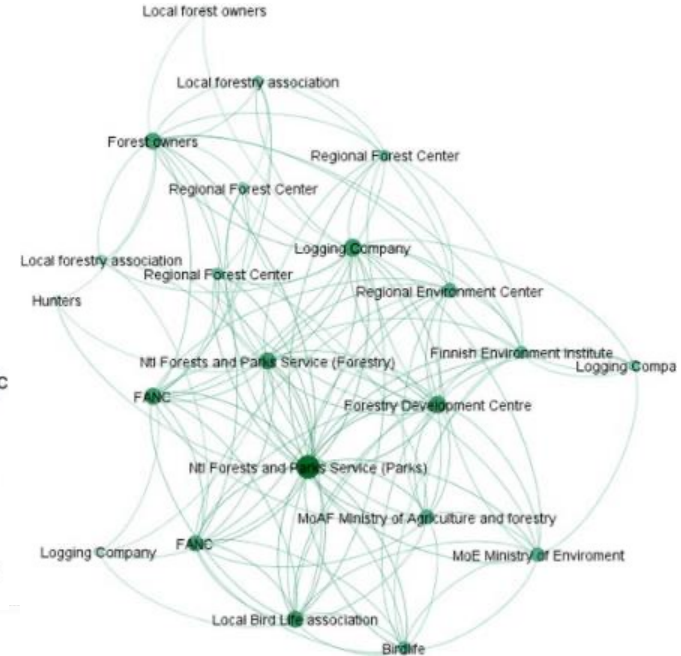 Local forest owners
Local forestry association
Forest owners
Regional Forest Center
Regional Forest Center
Logging Company
Local forestry association
Regional Forest Center
Regional Environment Center
Hunters
Finnish Environment Institute
Ntl Forests and Parks Service (Forestry)
Logging Compa
C
FANC
Forestry Development Centre
Ntl Forests and Parks Service (Parks)
MoAF Ministry of Agriculture and forestry
FANC
Logging Company
MoE Ministry of Enviroment
Local Bird Life association
Birdlife